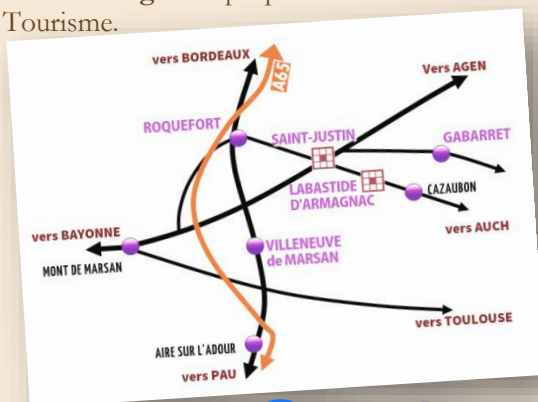 Tourisme.
vers BORDEAUX
A65
Vers AGEN
ROQUEFORT
SAINT-JUSTIN
GABARRET
LABASTIDE
D'ARMAGNAC
CAZAUBON
vers AUCH
vers BAYONNE
MONT DE MARSAN
VILLENEUVE
de MARSAN
vers TOULOUSE
AIRE SUR L'ADOUR
vers PAU